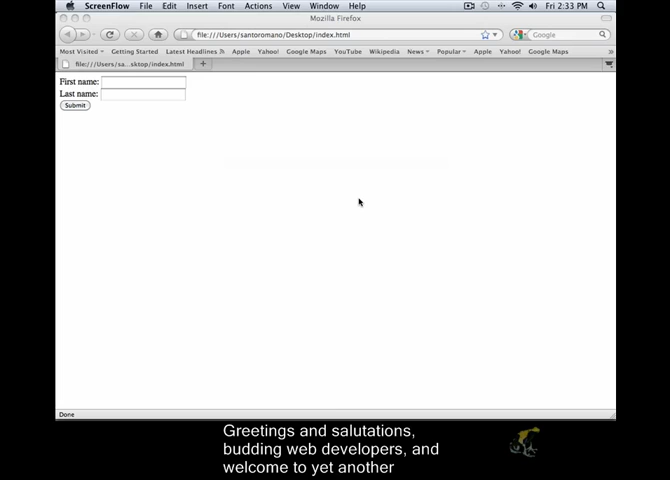 ScreenFlow File Edit Insert Font Actions View Window Help Fri 2:33 PM
Mozilla Firefox
file:///Users/santoromano/Desktop/index.html Google
Most Visited Getting Started Latest Headlines Apple Yahoo! Google Maps YouTube Wikipedia News Popular Apple Yahoo! Google Maps
file:///Users/sa...sktop/index.html
First name:
Last name:
Submit
Done
Greetings and salutations,
budding web developers, and
welcome to yet another